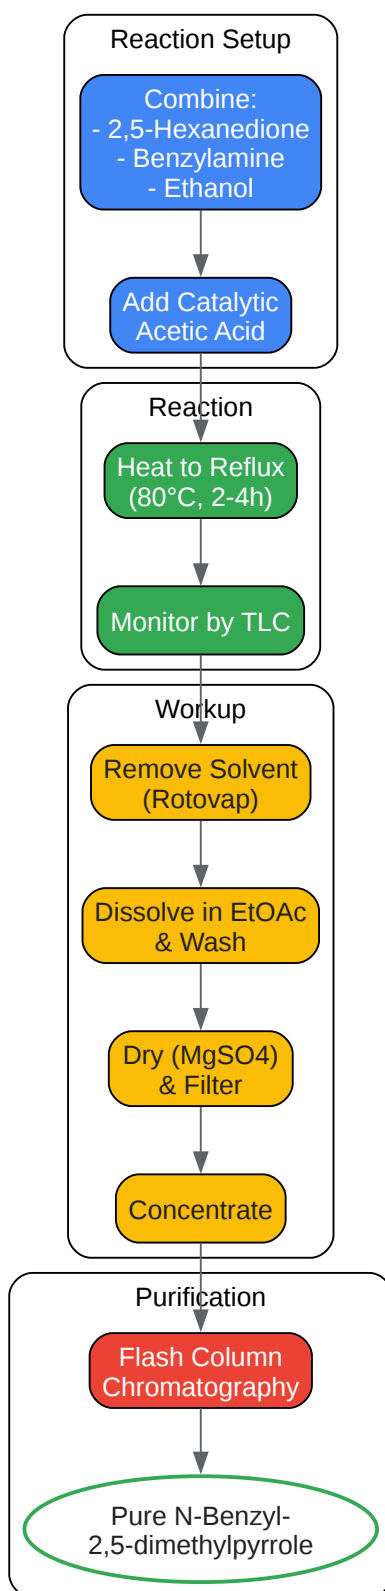 Reaction Setup
Combine:
- 2,5-Hexanedione
- Benzylamine
- Ethanol
Add Catalytic
Acetic Acid
Reaction
Heat to Reflux
(80°C, 2-4h)
Monitor by TLC
Workup
Remove Solvent
(Rotovap)
Dissolve in EtOAc
& Wash
Dry (MgSO4)
& Filter
Concentrate
Purification
Flash Column
Chromatography
Pure N-Benzyl-
2,5-dimethylpyrrole